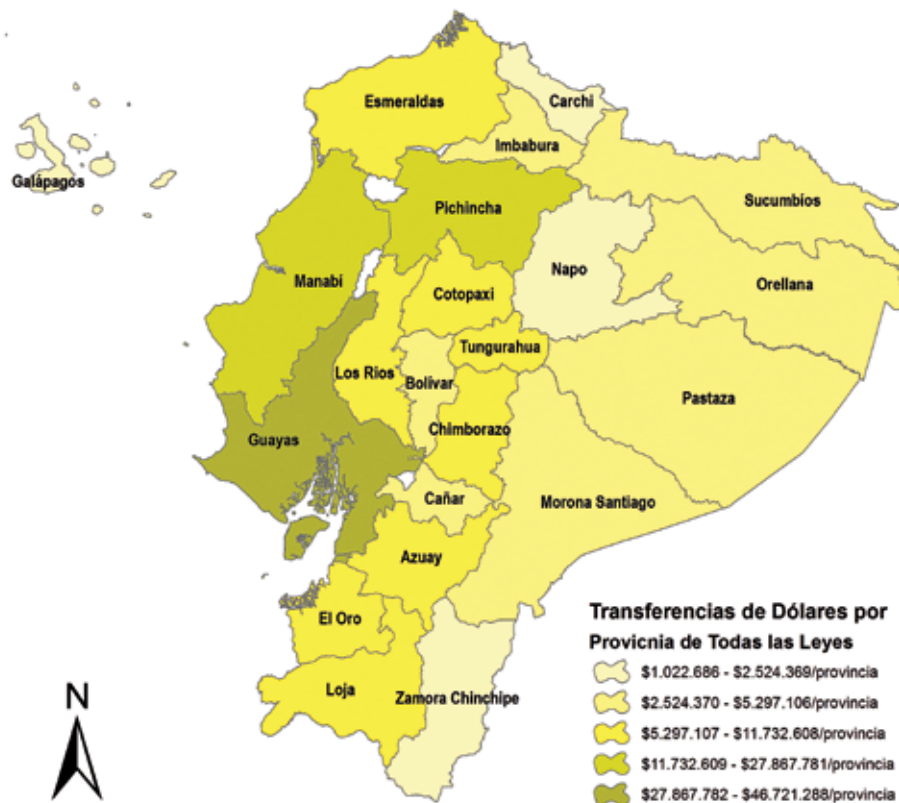 Esmeraldas
Carchi
Imbabura
Galápagos
Sucumbíos
Pichincha
Napo
Orellana
Manabí
Cotopaxi
Tungurahua
Los Rios
Bolívar
Pastaza
Chimborazo
Guayas
Cañar
Morona Santiago
Azuay
El Oro
Loja
Zamora Chinchipe
N
Transferencias de Dólares por
Provicnia de Todas las Leyes
$1.022.686 - $2.524.369/provincia
$2.524.370 - $5.297.106/provincia
$5.297.107 - $11.732.608/provincia
$11.732.609 - $27.867.781/provincia
$27.867.782 - $46.721.288/provincia